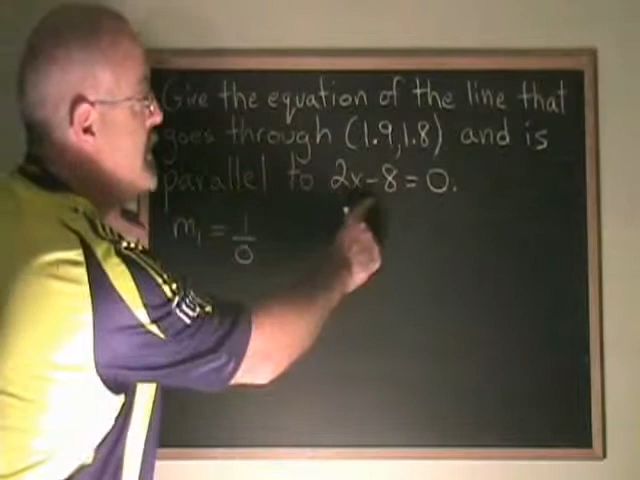 Give the equation of the line that
goes through (1.9,1.8) and is
parallel to 2x-8=0.
m₁ = 1/0